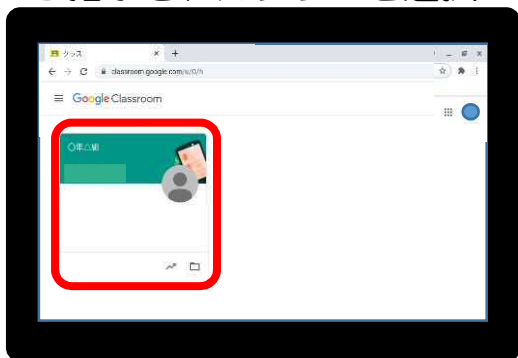 クラス
classroom.google.com/u/0/h
Google Classroom
〇年△組